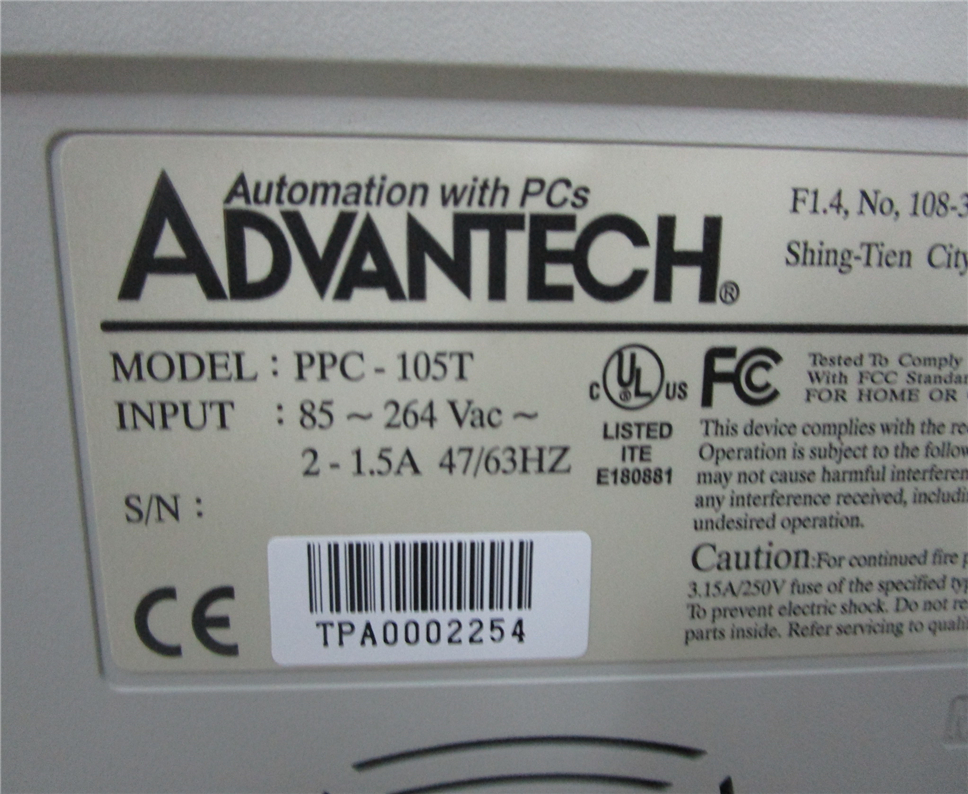 Automation with PCs
ADVANTECH®
F1.4, No, 108-3
Shing-Tien City
MODEL : PPC - 105T
INPUT : 85 ~ 264 Vac ~
2 - 1.5A 47/63HZ
S/N :
TPA0002254
CE
C UL ® US
LISTED
ITE
E180881
FC
Tested To Comply
With FCC Standar
FOR HOME OR
This device complies with the re
Operation is subject to the follow
may not cause harmful interferen
any interference received, includi
undesired operation.
Caution:For continued fire p
3.15A/250V fuse of the specified typ
To prevent electric shock. Do not re
parts inside. Refer servicing to quali